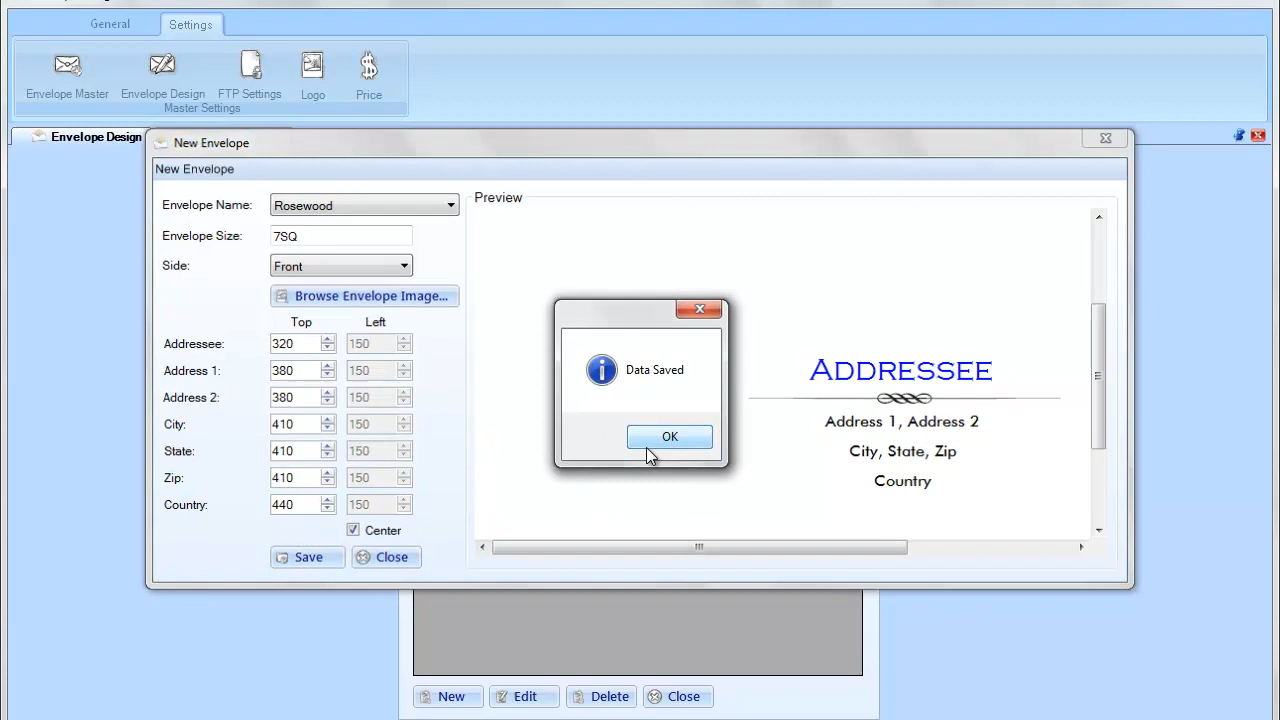 General Settings
Envelope Master Envelope Design FTP Settings Logo Price
Master Settings
Envelope Design
New Envelope
New Envelope
Envelope Name: Rosewood
Envelope Size: 7SQ
Side: Front
Browse Envelope Image...
Top Left
Addressee: 320 150
Address 1: 380 150
Address 2: 380 150
City: 410 150
State: 410 150
Zip: 410 150
Country: 440 150
Center
Save Close
Preview
ADDRESSEE
Address 1, Address 2
City, State, Zip
Country
Data Saved
OK
New Edit Delete Close